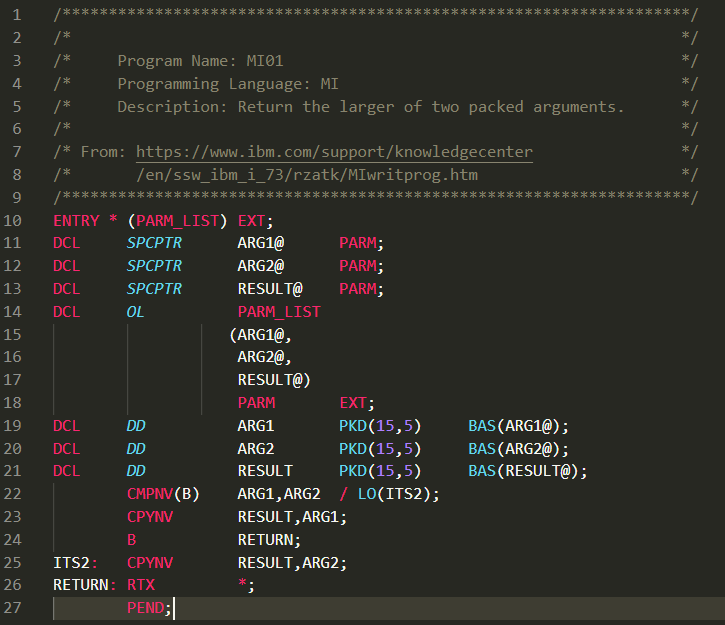 1 /********************************************************************/
2 /*                                                                  */
3 /*     Program Name: MI01                                           */
4 /*     Programming Language: MI                                     */
5 /*     Description: Return the larger of two packed arguments.      */
6 /*                                                                  */
7 /* From: https://www.ibm.com/support/knowledgecenter                */
8 /*       /en/ssw_ibm_i_73/rzatk/MIwritprog.htm                      */
9 /********************************************************************/
10 ENTRY * (PARM_LIST) EXT;
11 DCL     SPCPTR      ARG1@      PARM;
12 DCL     SPCPTR      ARG2@      PARM;
13 DCL     SPCPTR      RESULT@    PARM;
14 DCL     OL          PARM_LIST
15                    (ARG1@,
16                     ARG2@,
17                     RESULT@)
18                     PARM       EXT;
19 DCL     DD          ARG1       PKD(15,5)     BAS(ARG1@);
20 DCL     DD          ARG2       PKD(15,5)     BAS(ARG2@);
21 DCL     DD          RESULT     PKD(15,5)     BAS(RESULT@);
22         CMPNV(B)    ARG1,ARG2  / LO(ITS2);
23         CPYNV       RESULT,ARG1;
24         B           RETURN;
25 ITS2:   CPYNV       RESULT,ARG2;
26 RETURN: RTX         *;
27         PEND;